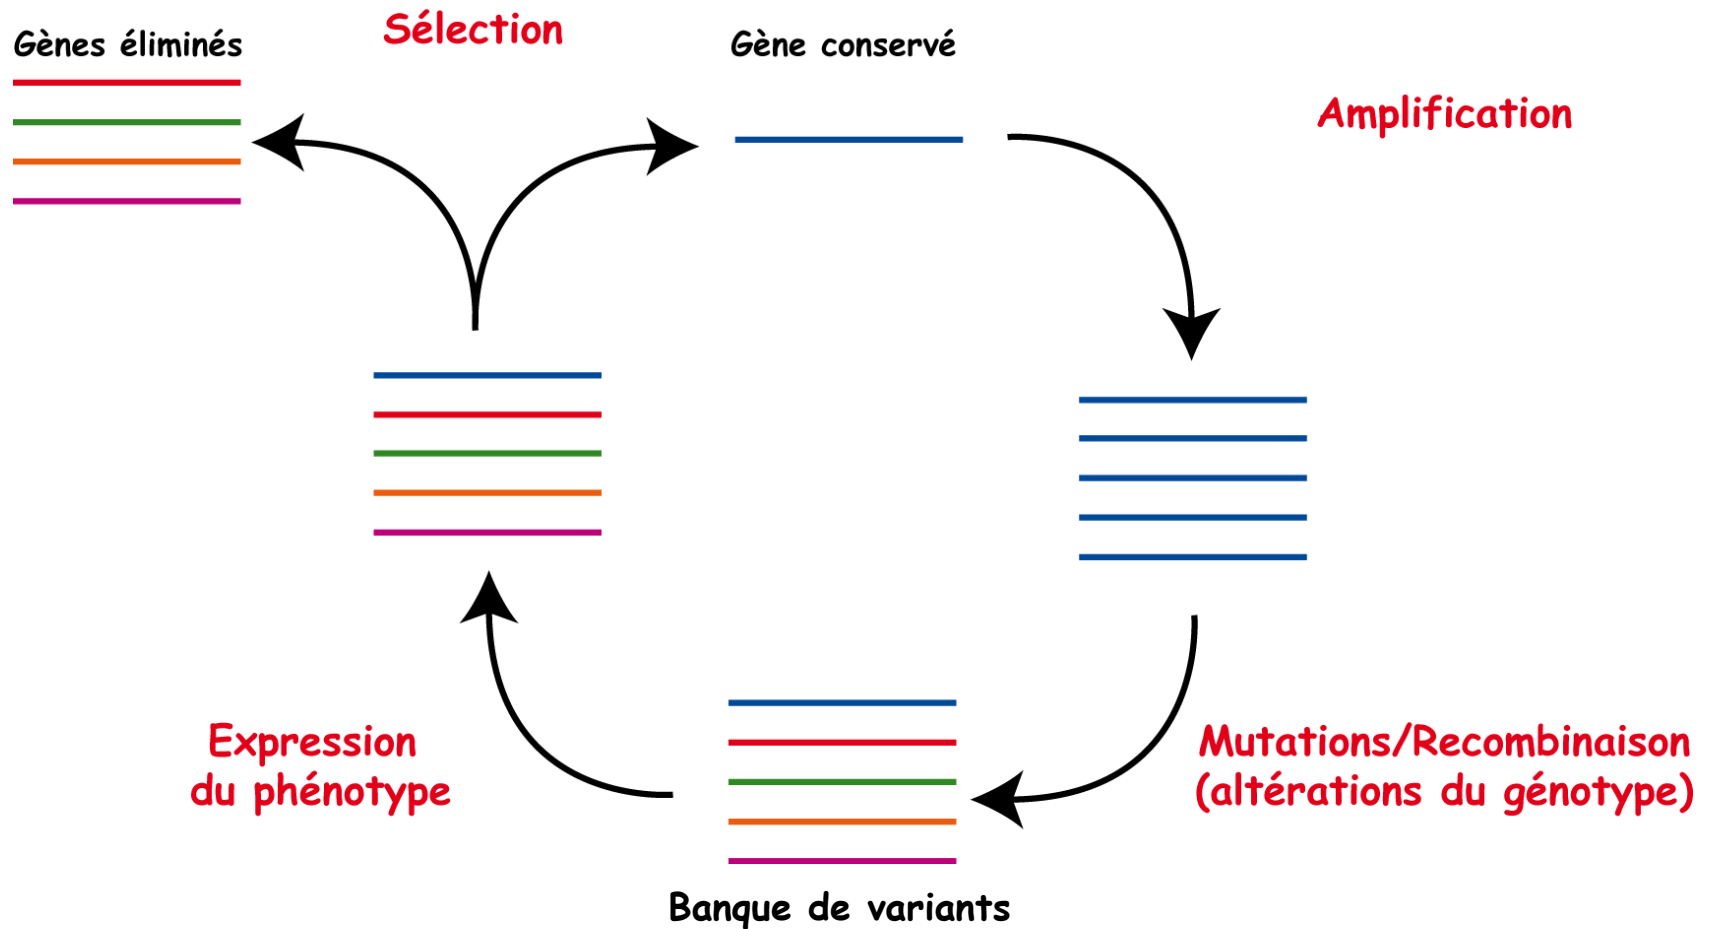 Gènes éliminés
Sélection
Gène conservé
Amplification
Expression
du phénotype
Mutations/Recombinaison
(altérations du génotype)
Banque de variants